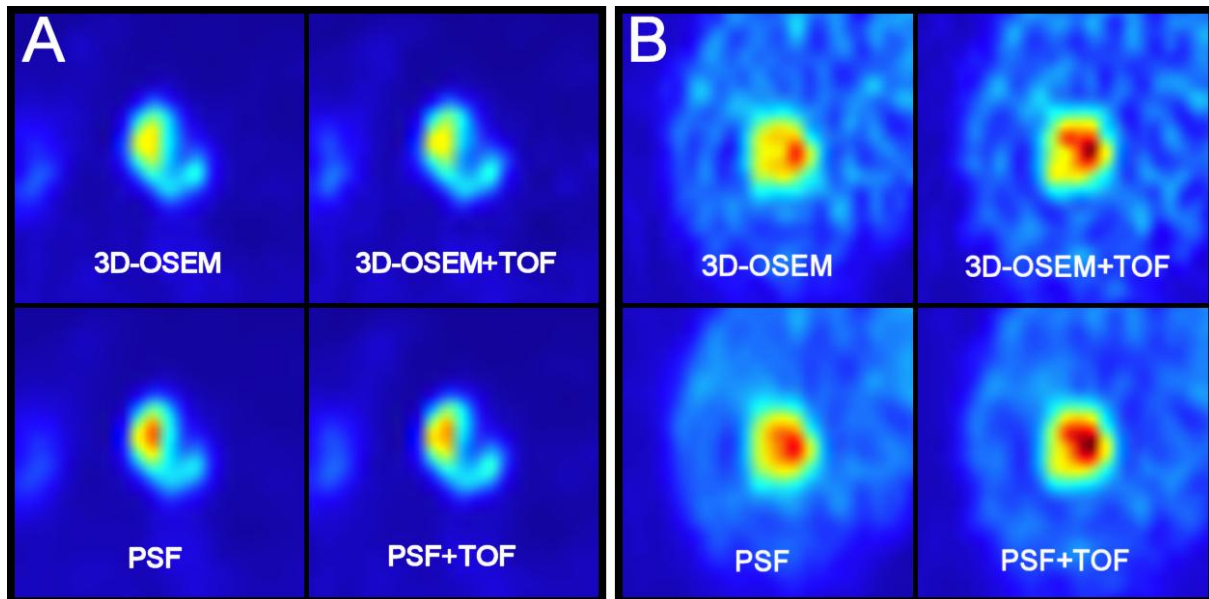 A
3D-OSEM
3D-OSEM+TOF
PSF
PSF+TOF
B
3D-OSEM
3D-OSEM+TOF
PSF
PSF+TOF